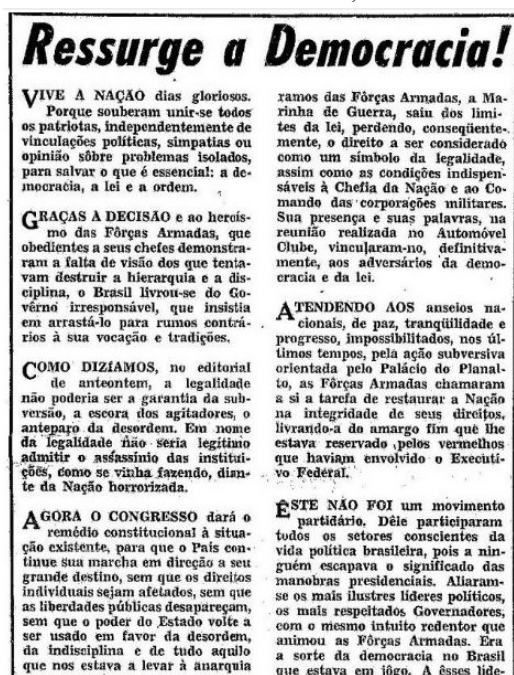 Ressurge a Democracia!
VIVE A NAÇÃO dias gloriosos.
Porque souberam unir-se todos
os patriotas, independentemente de
vinculações políticas, simpatias ou
opinião sôbre problemas isolados,
para salvar o que é essencial: a de-
mocracia, a lei e a ordem.
GRAÇAS A DECISÃO e ao heroís-
mo das Fôrças Armadas, que
obedientes a seus chefes demonstra-
ram a falta de visão dos que tenta-
vam destruir a hierarquia e a dis-
ciplina, o Brasil livrou-se do Go-
vêrno irresponsável, que insistia
em arrastá-lo para rumos contrá-
rios à sua vocação e tradições.
COMO DIZÍAMOS, no editorial
de anteontem, a legalidade
não poderia ser a garantia da sub-
versão, a escora dos agitadores, o
anteparo da desordem. Em nome
da legalidade não seria legítimo
admitir o assassínio das institui-
ções, como se vinha fazendo, dian-
te da Nação horrorizada.
AGORA O CONGRESSO dará o
remédio constitucional à situa-
ção existente, para que o País con-
tinue sua marcha em direção a seu
grande destino, sem que os direitos
individuais sejam afetados, sem que
as liberdades públicas desapareçam,
sem que o poder do Estado volte a
ser usado em favor da desordem,
da indisciplina e de tudo aquilo
que nos estava a levar à anarquia
ramos das Fôrças Armadas, a Ma-
rinha de Guerra, saiu dos limi-
tes da lei, perdendo, conseqüente-
mente, o direito a ser considerado
como um símbolo da legalidade,
assim como as condições indispen-
sáveis à Chefia da Nação e ao Co-
mando das corporações militares.
Sua presença e suas palavras, na
reunião realizada no Automóvel
Clube, vincularam-no, definitiva-
mente, aos adversários da demo-
cracia e da lei.
ATENDENDO AOS anseios na-
cionais, de paz, tranqüilidade e
progresso, impossibilitados, nos úl-
timos tempos, pela ação subversiva
orientada pelo Palácio do Planal-
to, as Fôrças Armadas chamaram
a si a tarefa de restaurar a Nação
na integridade de seus direitos,
livrando-a do amargo fim que lhe
estava reservado pelos vermelhos
que haviam envolvido o Executi-
vo Federal.
ÊSTE NÃO FOI um movimento
partidário. Dêle participaram
todos os setores conscientes da
vida política brasileira, pois a nin-
guém escapava o significado das
manobras presidenciais. Aliaram-
se os mais ilustres líderes políticos,
os mais respeitados Governadores,
com o mesmo intuito redentor que
animou as Fôrças Armadas. Era
a sorte da democracia no Brasil
que estava em jôgo. A êsses líde-